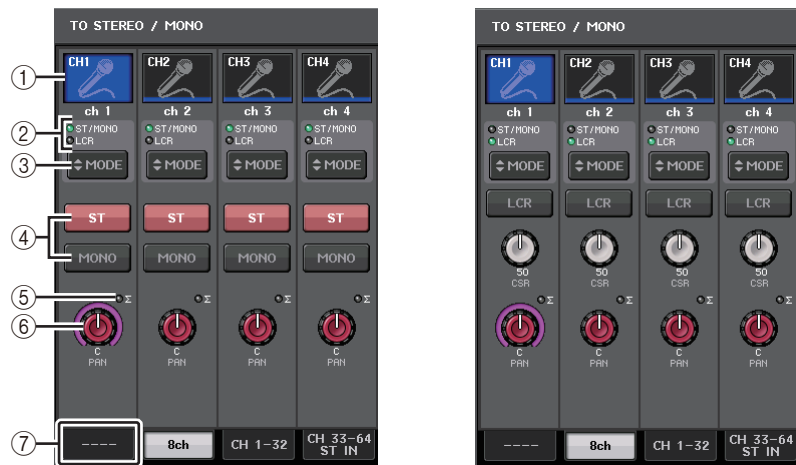 TO STEREO / MONO
CH1 CH2 CH3 CH4
ch 1 ch 2 ch 3 ch 4
ST/MONO ST/MONO ST/MONO ST/MONO
LCR LCR LCR LCR
MODE MODE MODE MODE
ST ST ST ST
MONO MONO MONO MONO
Σ Σ Σ Σ
C C C C
PAN PAN PAN PAN
---- 8ch CH 1-32 CH 33-64
ST IN
①
②
③
④
⑤
⑥
⑦
TO STEREO / MONO
CH1 CH2 CH3 CH4
ch 1 ch 2 ch 3 ch 4
ST/MONO ST/MONO ST/MONO ST/MONO
LCR LCR LCR LCR
MODE MODE MODE MODE
LCR LCR LCR LCR
50 50 50 50
CSR CSR CSR CSR
Σ Σ Σ Σ
C C C C
PAN PAN PAN PAN
---- 8ch CH 1-32 CH 33-64
ST IN